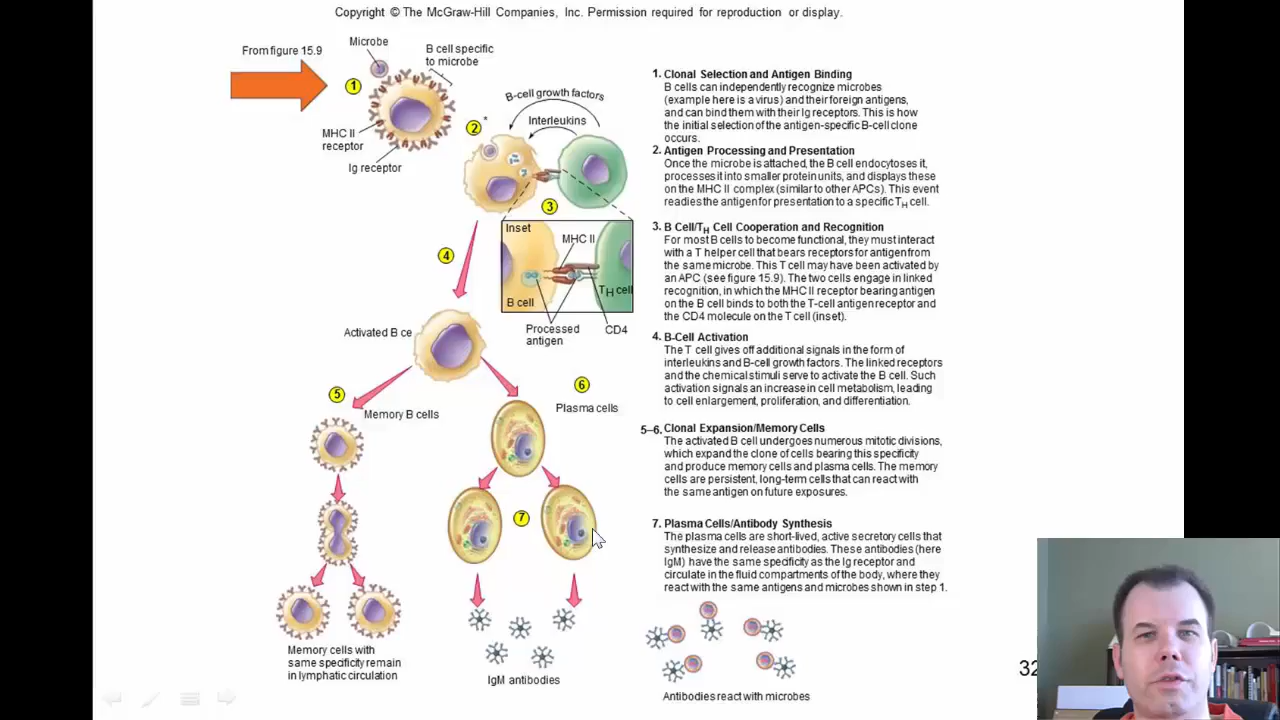 Copyright © The McGraw-Hill Companies, Inc. Permission required for reproduction or display.
From figure 15.9
Microbe
B cell specific
to microbe
1
MHC II
receptor
Ig receptor
B-cell growth factors
Interleukins
2
*
3
Inset
MHC II
TH cell
B cell
Processed
antigen
CD4
4
Activated B ce
5
Memory B cells
6
Plasma cells
7
Memory cells with
same specificity remain
in lymphatic circulation
IgM antibodies
1. Clonal Selection and Antigen Binding
B cells can independently recognize microbes
(example here is a virus) and their foreign antigens,
and can bind them with their Ig receptors. This is how
the initial selection of the antigen-specific B-cell clone
occurs.
2. Antigen Processing and Presentation
Once the microbe is attached, the B cell endocytoses it,
processes it into smaller protein units, and displays these
on the MHC II complex (similar to other APCs). This event
readies the antigen for presentation to a specific TH cell.
3. B Cell/TH Cell Cooperation and Recognition
For most B cells to become functional, they must interact
with a T helper cell that bears receptors for antigen from
the same microbe. This T cell may have been activated by
an APC (see figure 15.9). The two cells engage in linked
recognition, in which the MHC II receptor bearing antigen
on the B cell binds to both the T-cell antigen receptor and
the CD4 molecule on the T cell (inset).
4. B-Cell Activation
The T cell gives off additional signals in the form of
interleukins and B-cell growth factors. The linked receptors
and the chemical stimuli serve to activate the B cell. Such
activation signals an increase in cell metabolism, leading
to cell enlargement, proliferation, and differentiation.
5–6. Clonal Expansion/Memory Cells
The activated B cell undergoes numerous mitotic divisions,
which expand the clone of cells bearing this specificity
and produce memory cells and plasma cells. The memory
cells are persistent, long-term cells that can react with
the same antigen on future exposures.
7. Plasma Cells/Antibody Synthesis
The plasma cells are short-lived, active secretory cells that
synthesize and release antibodies. These antibodies (here
IgM) have the same specificity as the Ig receptor and
circulate in the fluid compartments of the body, where they
react with the same antigens and microbes shown in step 1.
Antibodies react with microbes
32